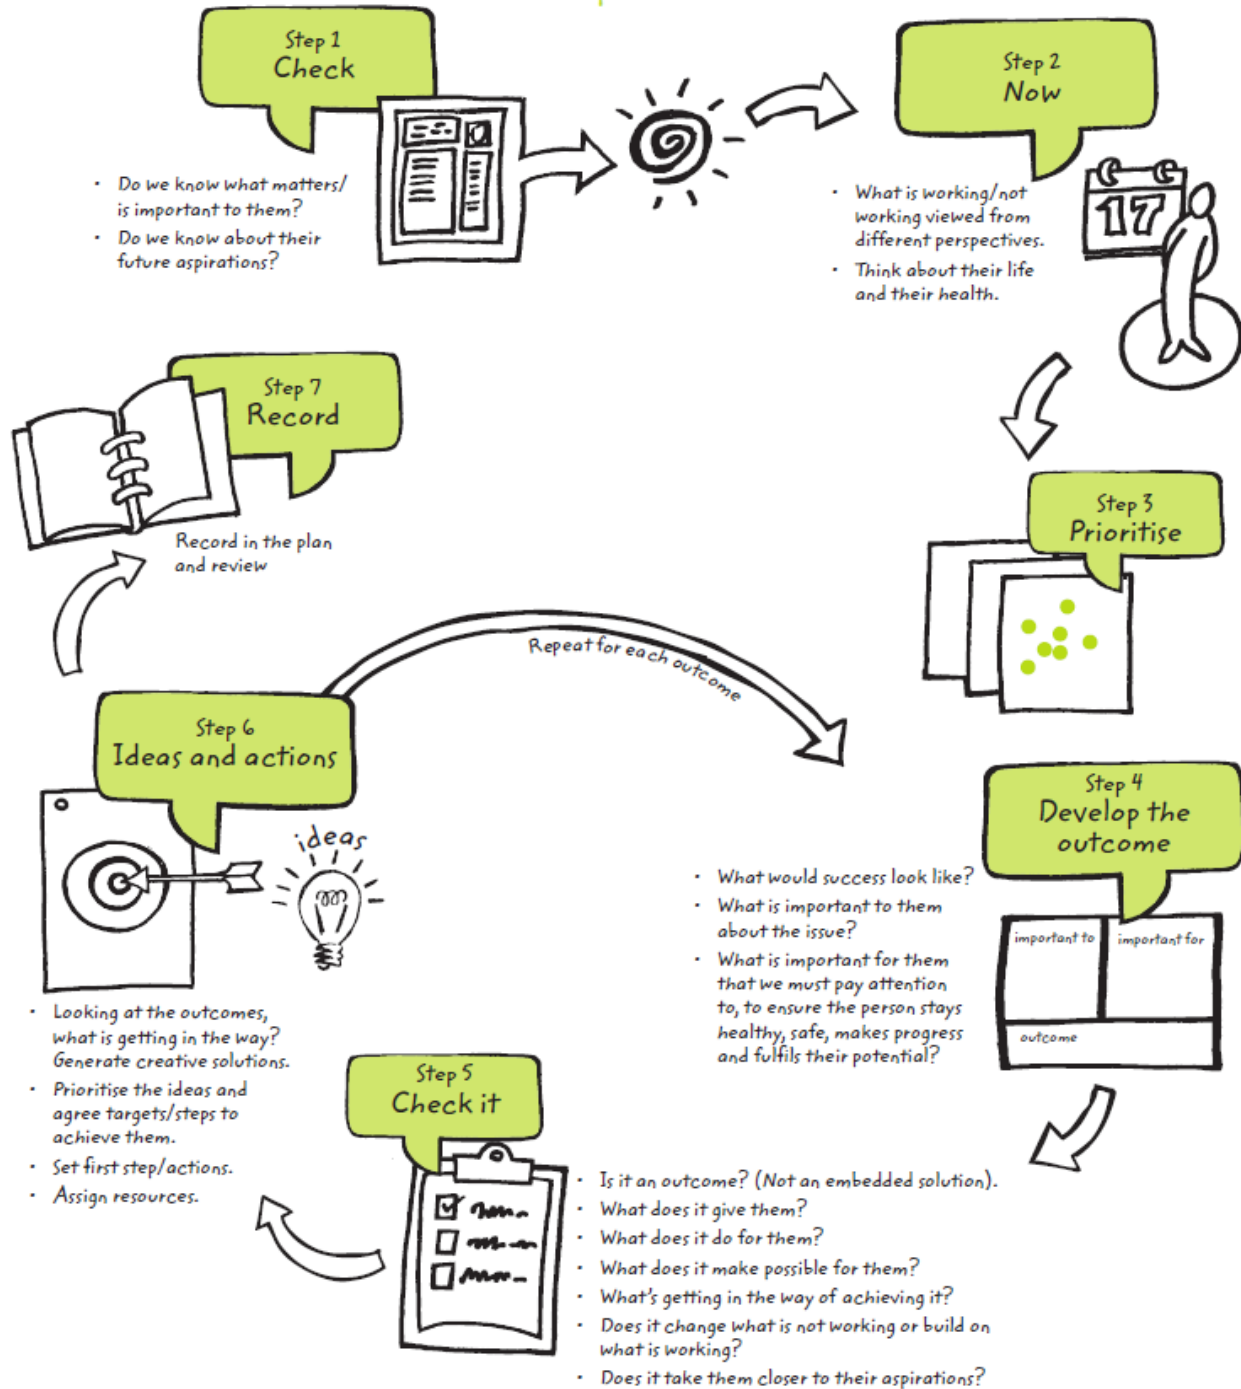 Step 1
Check
· Do we know what matters/
is important to them?
· Do we know about their
future aspirations?
Step 2
Now
17
· What is working/not
working viewed from
different perspectives.
· Think about their life
and their health.
Step 3
Prioritise
Step 4
Develop the
outcome
important to
important for
outcome
· What would success look like?
· What is important to them
about the issue?
· What is important for them
that we must pay attention
to, to ensure the person stays
healthy, safe, makes progress
and fulfils their potential?
Step 5
Check it
· Is it an outcome? (Not an embedded solution).
· What does it give them?
· What does it do for them?
· What does it make possible for them?
· What's getting in the way of achieving it?
· Does it change what is not working or build on
what is working?
· Does it take them closer to their aspirations?
Step 6
Ideas and actions
ideas
· Looking at the outcomes,
what is getting in the way?
Generate creative solutions.
· Prioritise the ideas and
agree targets/steps to
achieve them.
· Set first step/actions.
· Assign resources.
Repeat for each outcome
Step 7
Record
Record in the plan
and review